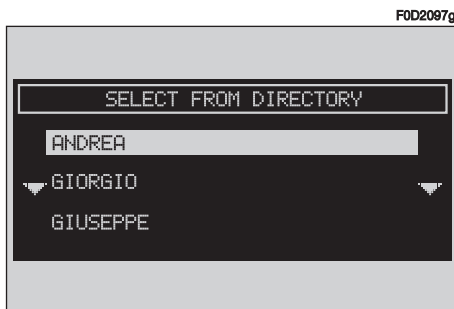 F0D2097g
SELECT FROM DIRECTORY
ANDREA
GIORGIO
GIUSEPPE